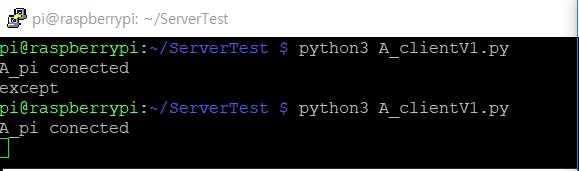 pi@raspberrypi: ~/ServerTest
pi@raspberrypi:~/ServerTest $ python3 A_clientV1.py
A_pi conected
except
pi@raspberrypi:~/ServerTest $ python3 A_clientV1.py
A_pi conected